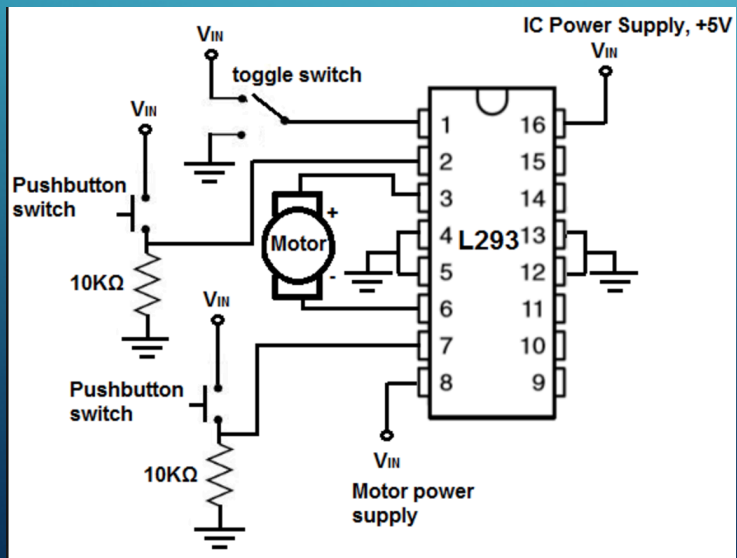 IC Power Supply, +5V
VIN
VIN
toggle switch
VIN
1 16
2 15
Pushbutton
switch
3 14
+
Motor
4 L293 13
-
5 12
10KΩ
VIN
6 11
7 10
Pushbutton
switch
8 9
VIN
10KΩ
Motor power
supply